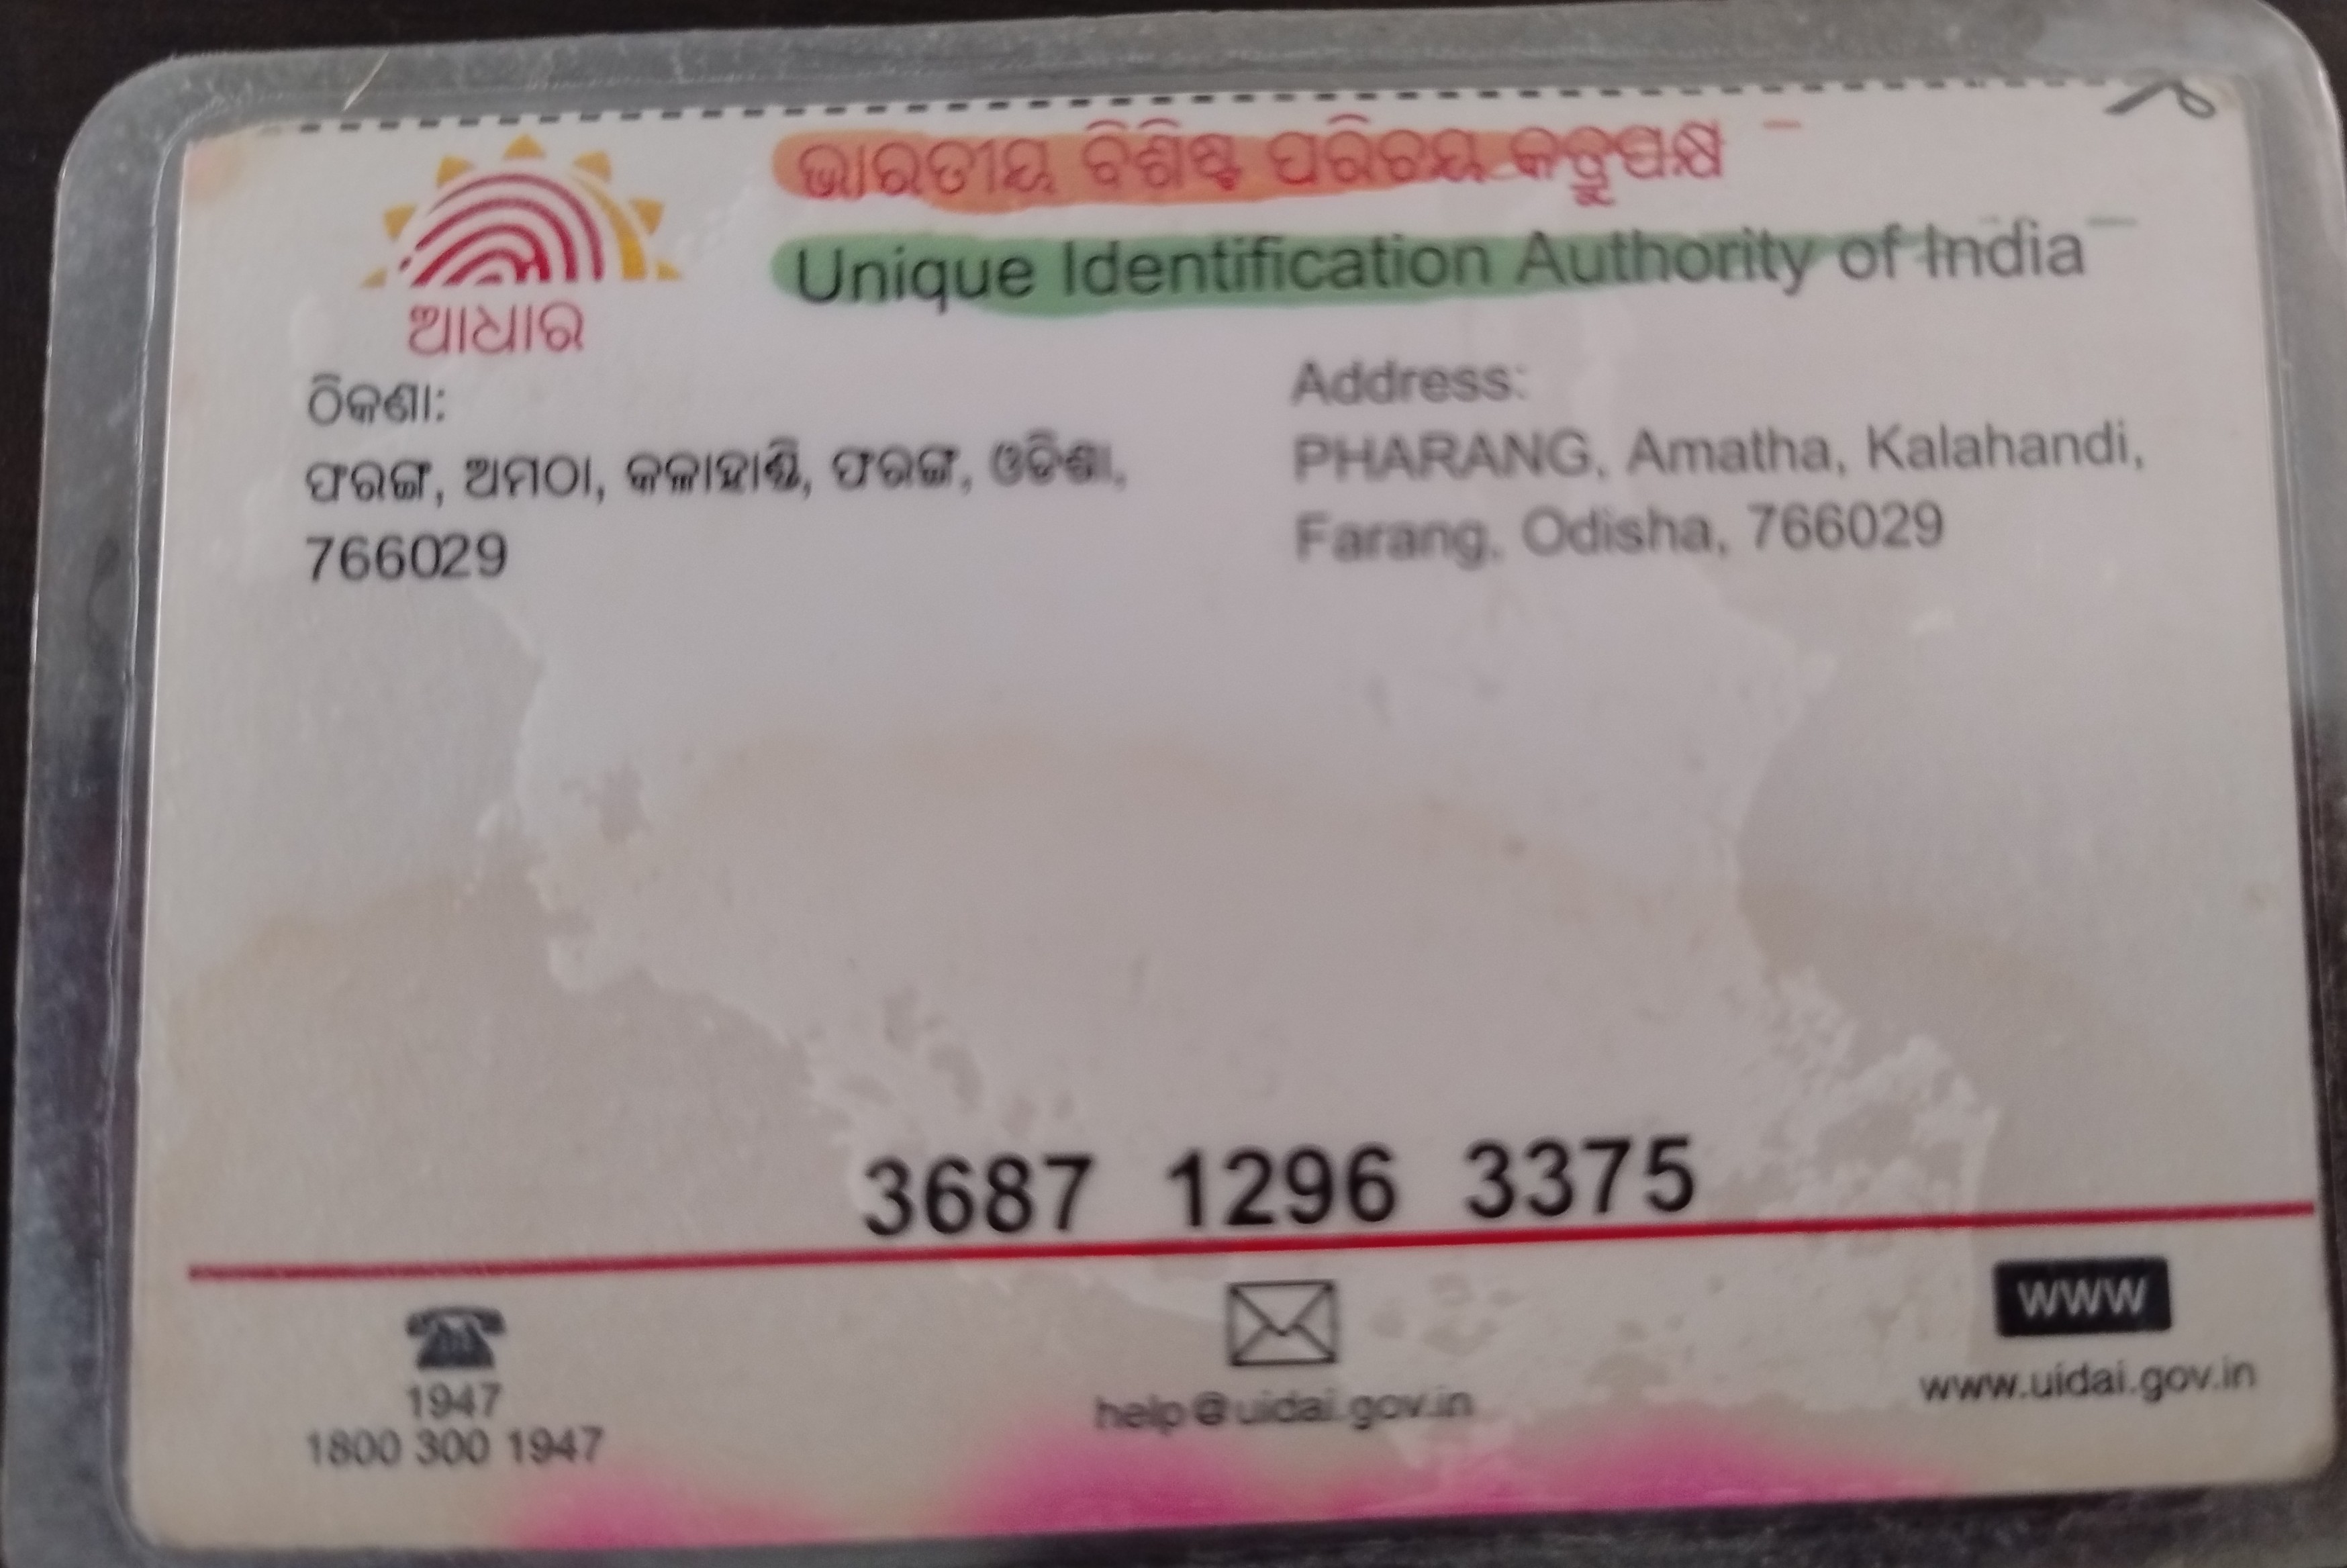 ଭାରତୀୟ ବିଶିଷ୍ଟ ପରିଚୟ କର୍ତ୍ତୃପକ୍ଷ
Unique Identification Authority of India
ଆଧାର
ଠିକଣା:
ଫରଙ୍ଗ, ଅମଠା, କଳାହାଣ୍ଡି, ଫରଙ୍ଗ, ଓଡିଶା,
766029
Address:
PHARANG, Amatha, Kalahandi,
Farang, Odisha, 766029
3687 1296 3375
1947
1800 300 1947
help@uidai.gov.in
www
www.uidai.gov.in